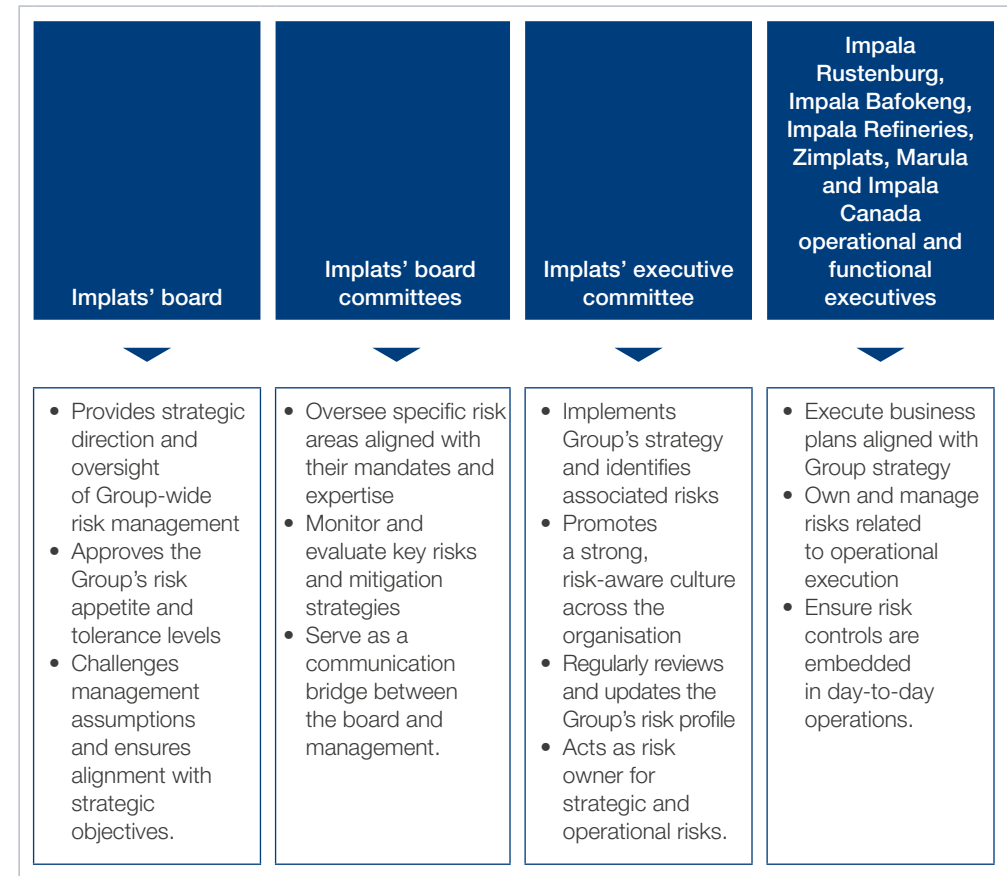 Implats’ board
• Provides strategic
direction and
oversight
of Group-wide
risk management
• Approves the
Group’s risk
appetite and
tolerance levels
• Challenges
management
assumptions
and ensures
alignment with
strategic
objectives.
Implats’ board
committees
• Oversee specific risk
areas aligned with
their mandates and
expertise
• Monitor and
evaluate key risks
and mitigation
strategies
• Serve as a
communication
bridge between
the board and
management.
Implats’ executive
committee
• Implements
Group’s strategy
and identifies
associated risks
• Promotes
a strong,
risk-aware culture
across the
organisation
• Regularly reviews
and updates the
Group’s risk profile
• Acts as risk
owner for
strategic and
operational risks.
Impala
Rustenburg,
Impala Bafokeng,
Impala Refineries,
Zimplats, Marula
and Impala
Canada
operational and
functional
executives
• Execute business
plans aligned with
Group strategy
• Own and manage
risks related
to operational
execution
• Ensure risk
controls are
embedded
in day-to-day
operations.